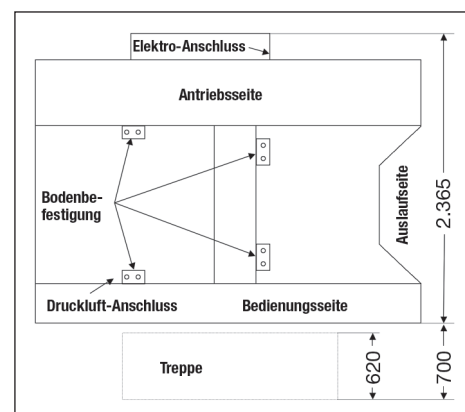 Elektro-Anschluss
Antriebsseite
Bodenbe-
festigung
Auslaufseite
2.365
Druckluft-Anschluss
Bedienungsseite
Treppe
620
700